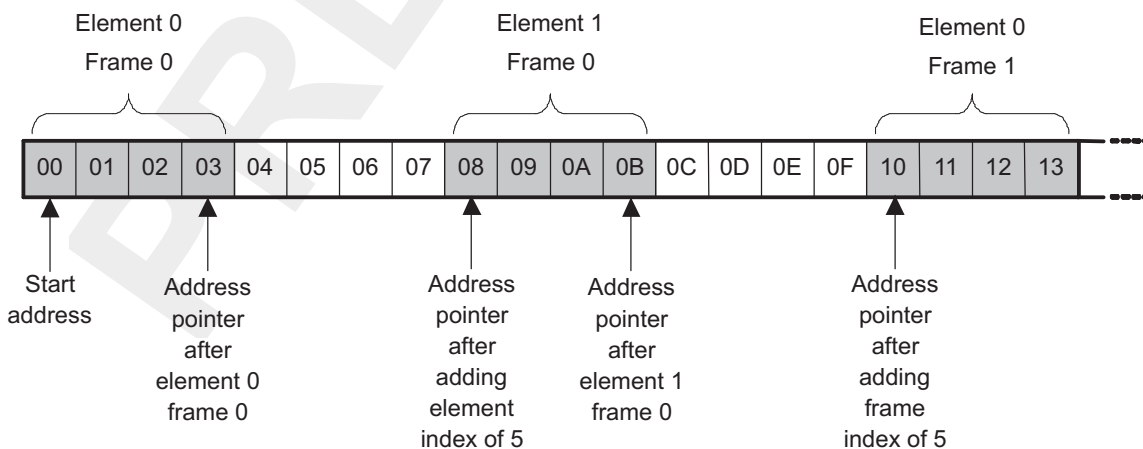 Element 0
Frame 0
Element 1
Frame 0
Element 0
Frame 1
00 01 02 03 04 05 06 07 08 09 0A 0B 0C 0D 0E 0F 10 11 12 13
Start
address
Address
pointer
after
element 0
frame 0
Address
pointer
after
adding
element
index of 5
Address
pointer
after
element 1
frame 0
Address
pointer
after
adding
frame
index of 5